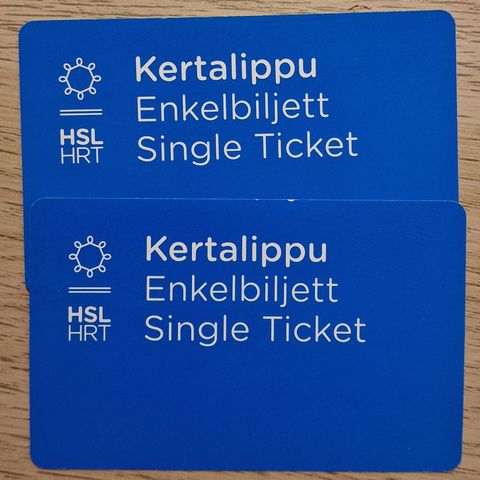 Kertalippu
Enkelbiljett
HSL
HRT
Single Ticket
Kertalippu
Enkelbiljett
HSL
HRT
Single Ticket